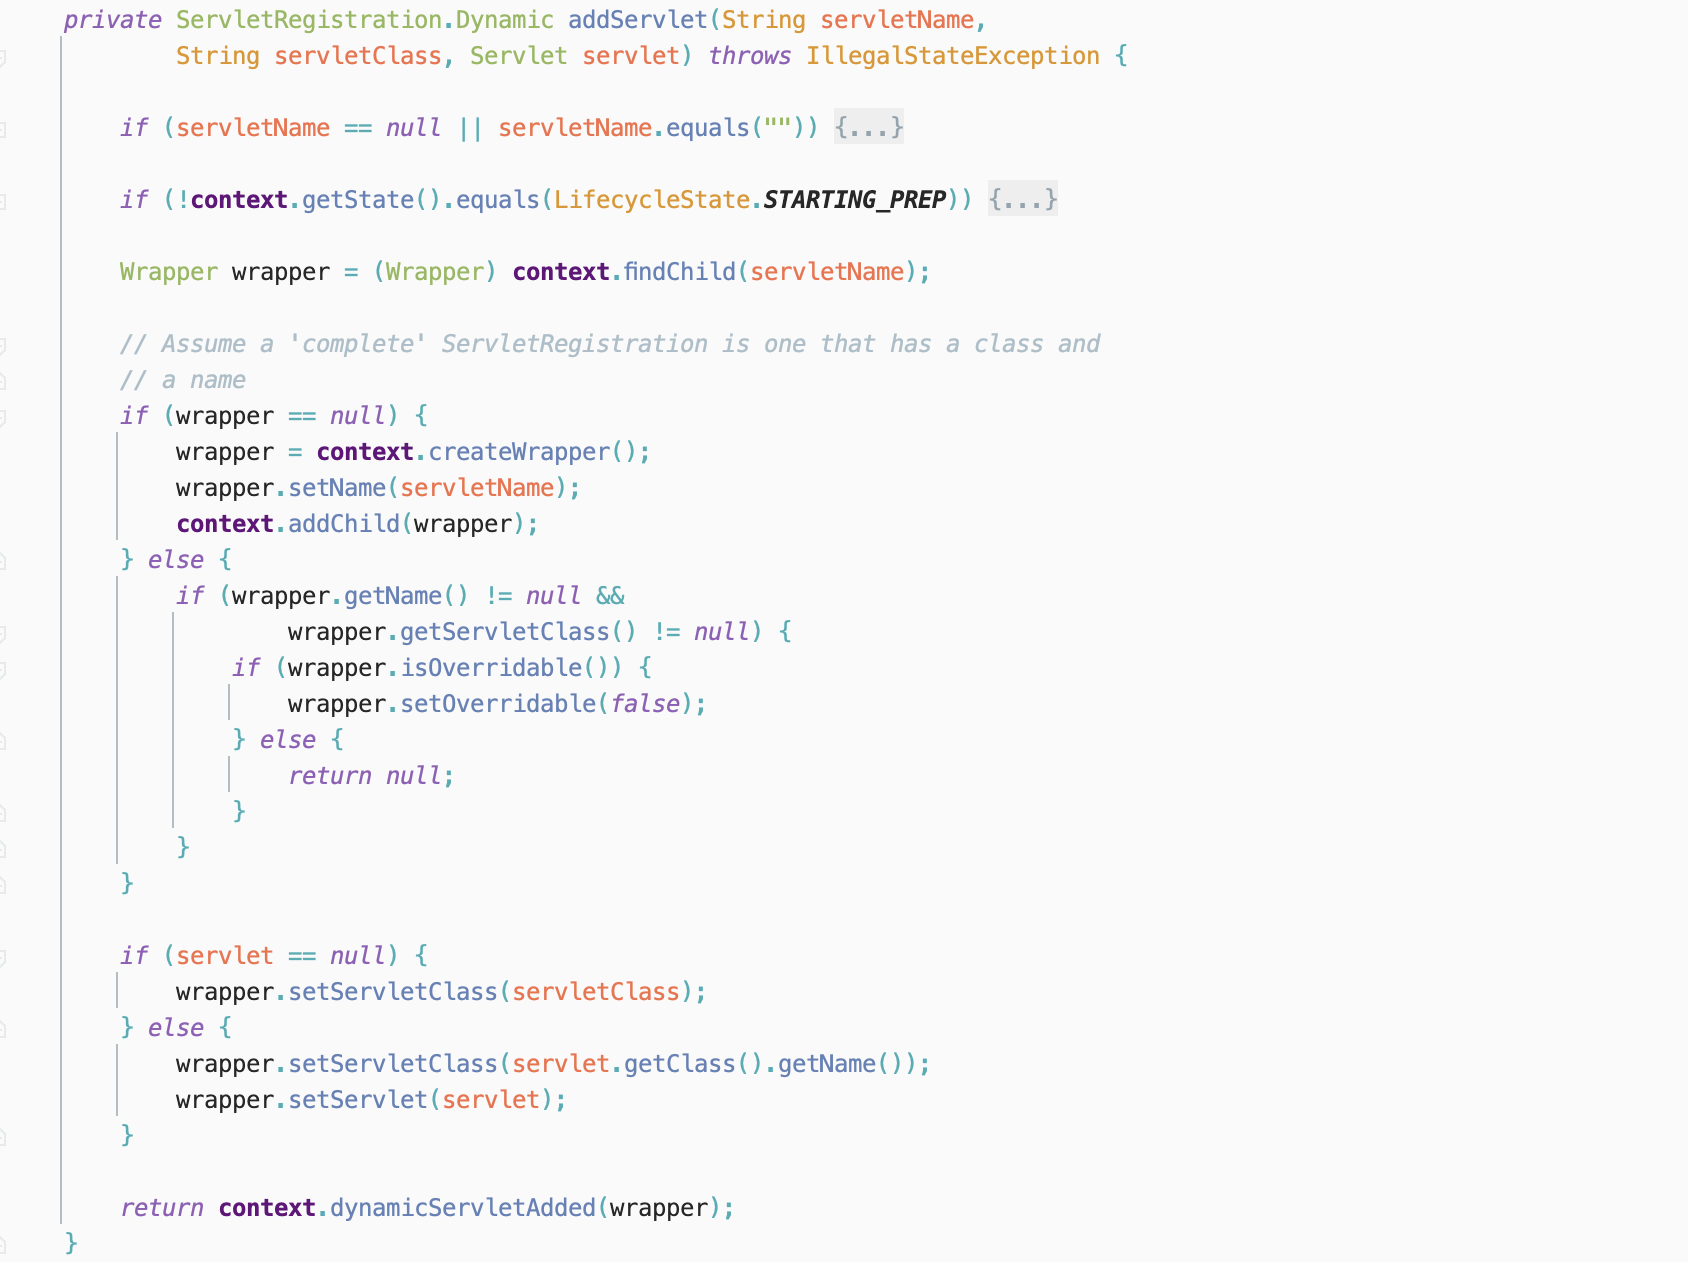 private ServletRegistration.Dynamic addServlet(String servletName,
        String servletClass, Servlet servlet) throws IllegalStateException {

    if (servletName == null || servletName.equals("")) {...}

    if (!context.getState().equals(LifecycleState.STARTING_PREP)) {...}

    Wrapper wrapper = (Wrapper) context.findChild(servletName);

    // Assume a 'complete' ServletRegistration is one that has a class and
    // a name
    if (wrapper == null) {
        wrapper = context.createWrapper();
        wrapper.setName(servletName);
        context.addChild(wrapper);
    } else {
        if (wrapper.getName() != null &&
                wrapper.getServletClass() != null) {
            if (wrapper.isOverridable()) {
                wrapper.setOverridable(false);
            } else {
                return null;
            }
        }
    }

    if (servlet == null) {
        wrapper.setServletClass(servletClass);
    } else {
        wrapper.setServletClass(servlet.getClass().getName());
        wrapper.setServlet(servlet);
    }

    return context.dynamicServletAdded(wrapper);
}